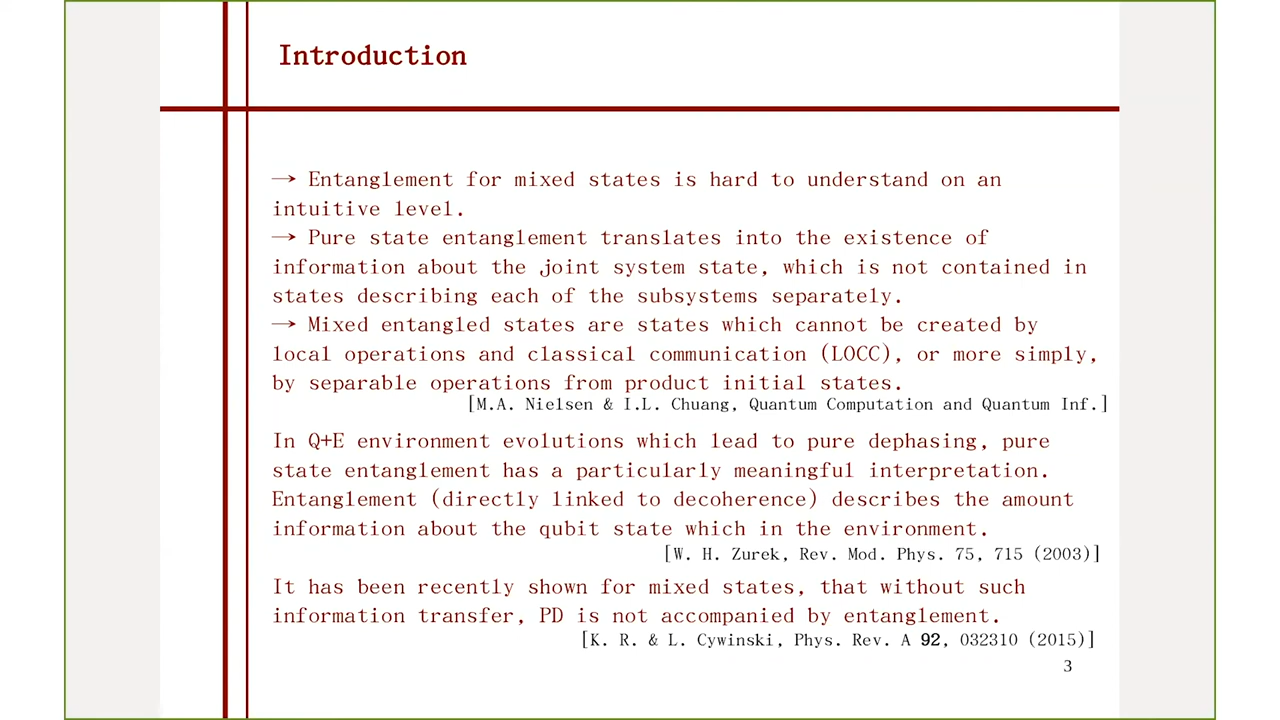 Introduction
→ Entanglement for mixed states is hard to understand on an
intuitive level.
→ Pure state entanglement translates into the existence of
information about the joint system state, which is not contained in
states describing each of the subsystems separately.
→ Mixed entangled states are states which cannot be created by
local operations and classical communication (LOCC), or more simply,
by separable operations from product initial states.
[M.A. Nielsen & I.L. Chuang, Quantum Computation and Quantum Inf.]
In Q+E environment evolutions which lead to pure dephasing, pure
state entanglement has a particularly meaningful interpretation.
Entanglement (directly linked to decoherence) describes the amount
information about the qubit state which in the environment.
[W. H. Zurek, Rev. Mod. Phys. 75, 715 (2003)]
It has been recently shown for mixed states, that without such
information transfer, PD is not accompanied by entanglement.
[K. R. & L. Cywinski, Phys. Rev. A 92, 032310 (2015)]
3